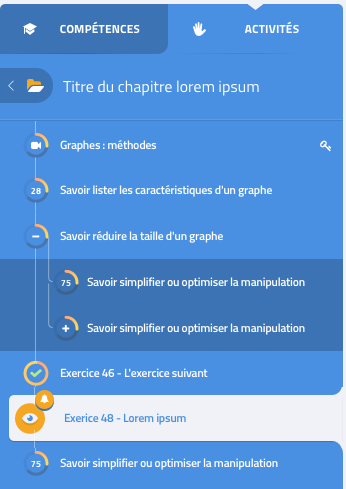 COMPÉTENCES
ACTIVITÉS
Titre du chapitre lorem ipsum
Graphes : méthodes
28 Savoir lister les caractéristiques d'un graphe
Savoir réduire la taille d'un graphe
75 Savoir simplifier ou optimiser la manipulation
Savoir simplifier ou optimiser la manipulation
Exercice 46 - L'exercice suivant
Exerice 48 - Lorem ipsum
75 Savoir simplifier ou optimiser la manipulation